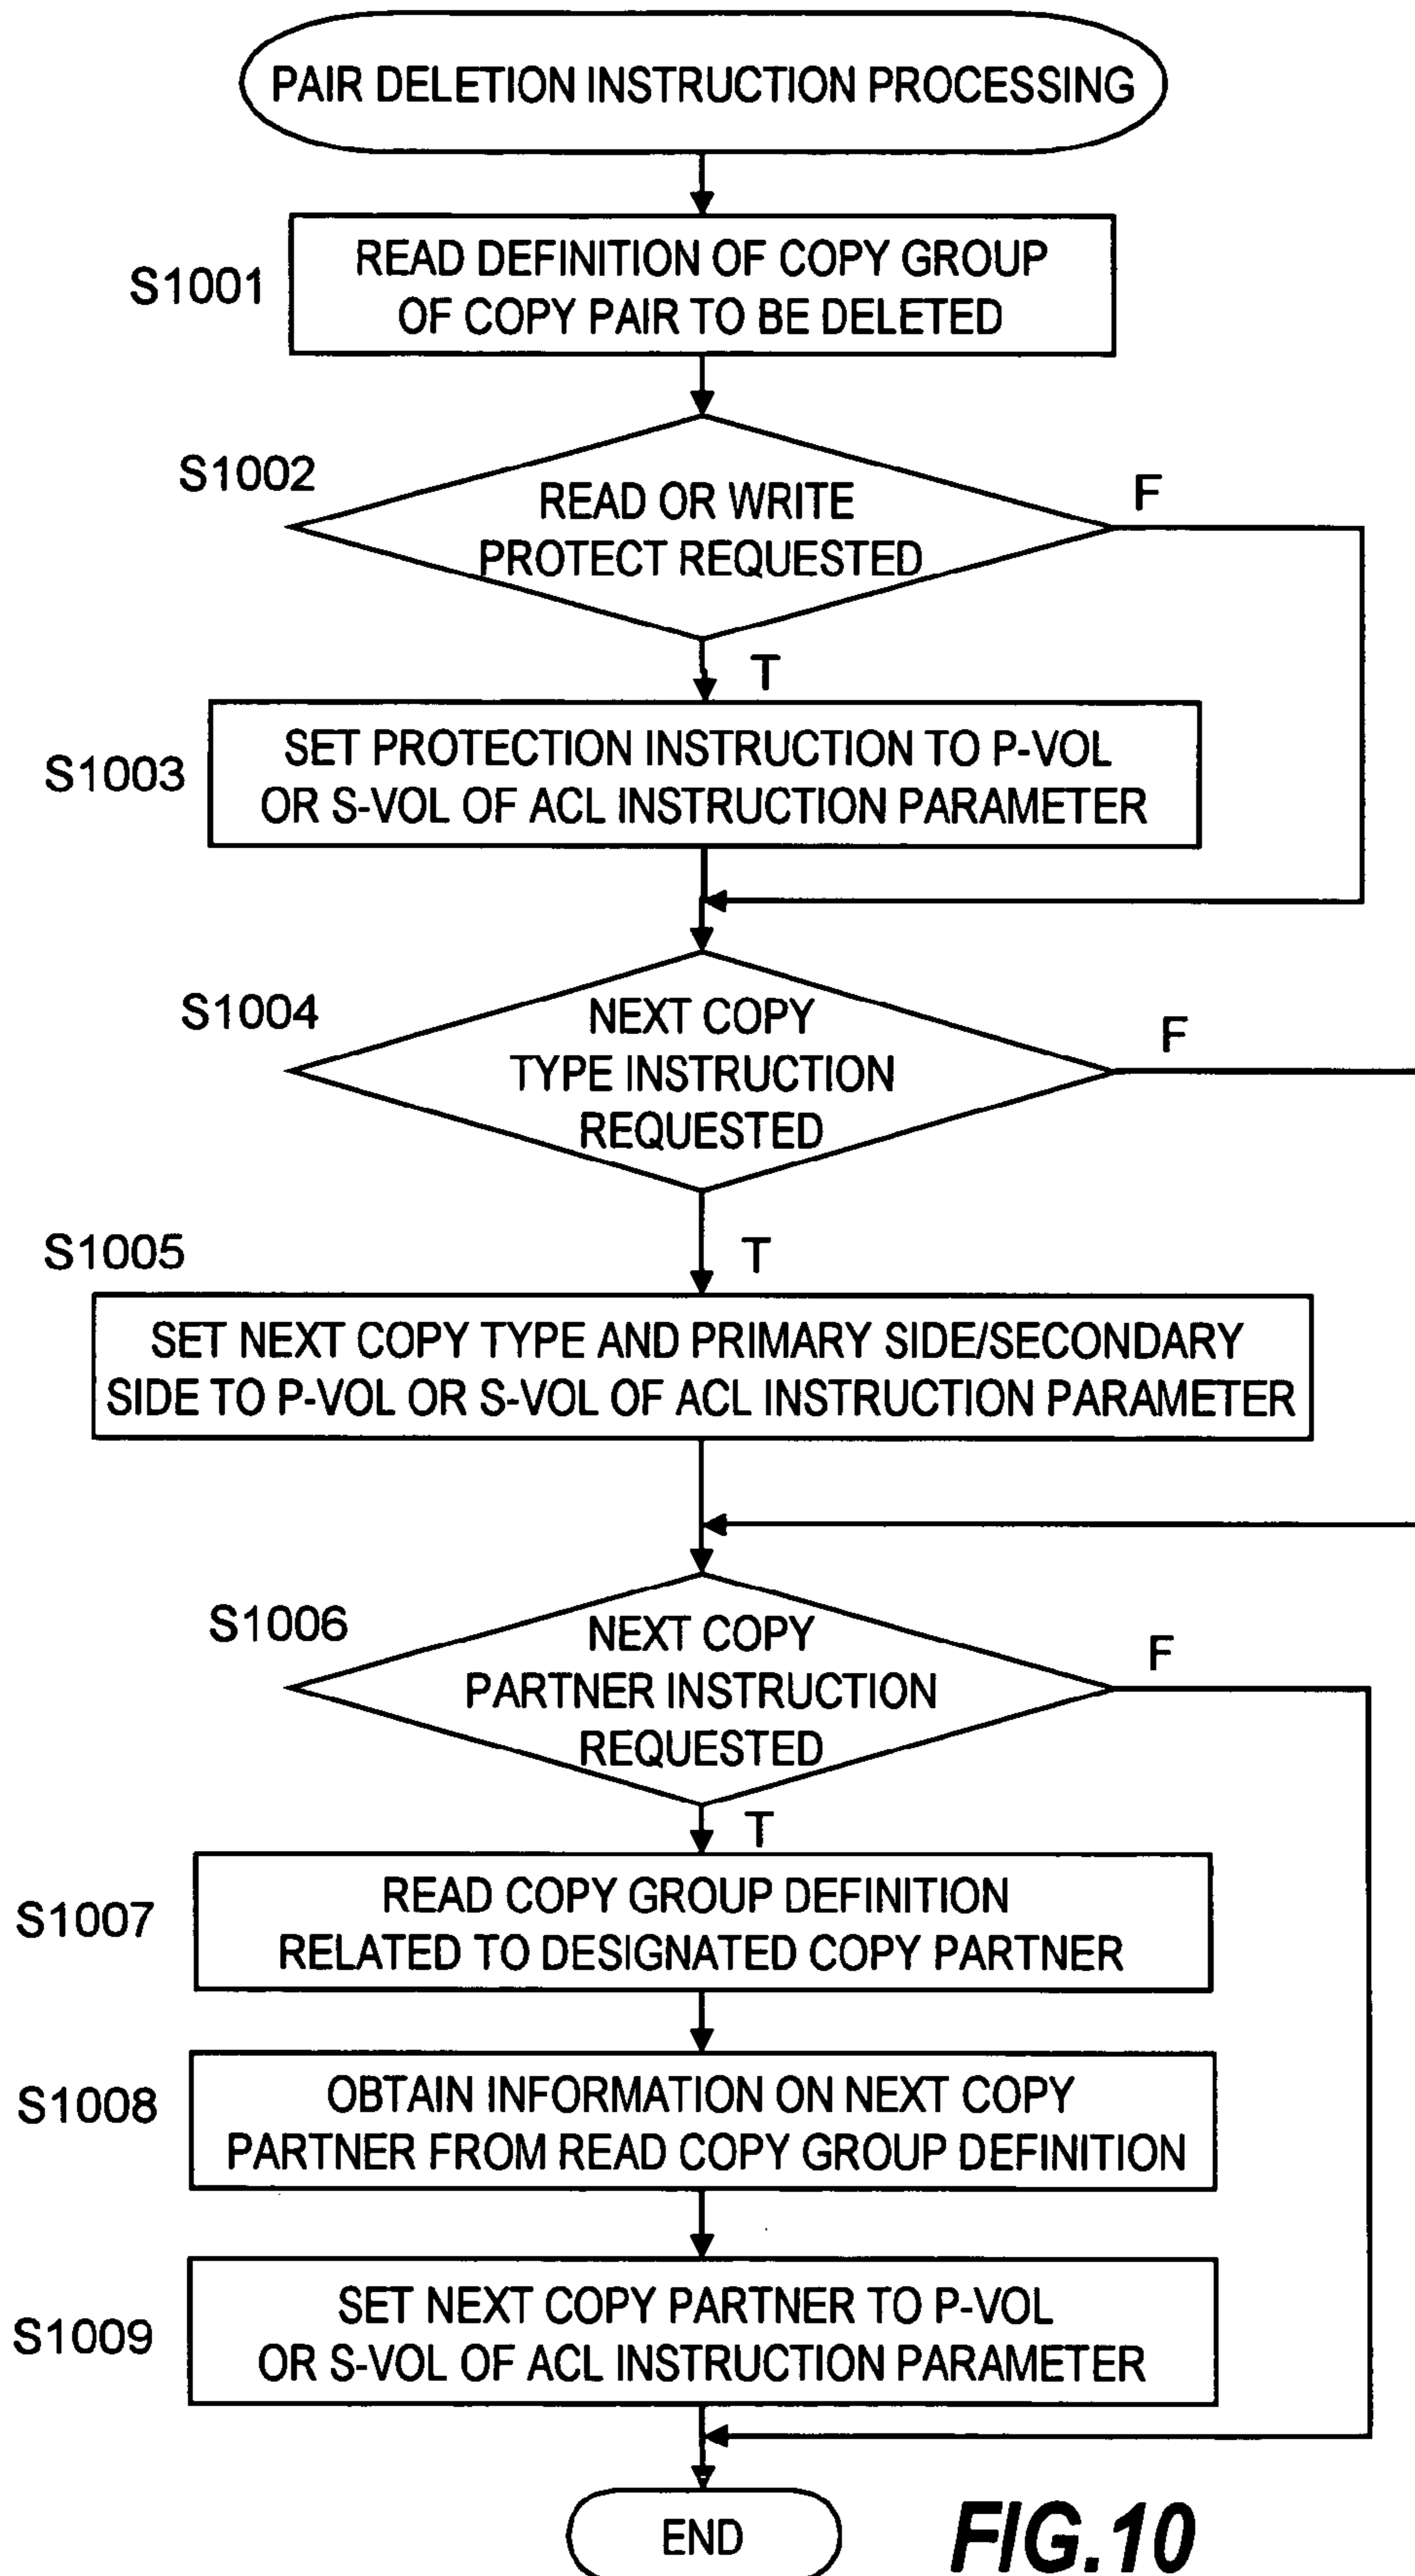 PAIR DELETION INSTRUCTION PROCESSING
S1001
READ DEFINITION OF COPY GROUP
OF COPY PAIR TO BE DELETED
S1002
READ OR WRITE
PROTECT REQUESTED
F
T
S1003
SET PROTECTION INSTRUCTION TO P-VOL
OR S-VOL OF ACL INSTRUCTION PARAMETER
S1004
NEXT COPY
TYPE INSTRUCTION
REQUESTED
F
T
S1005
SET NEXT COPY TYPE AND PRIMARY SIDE/SECONDARY
SIDE TO P-VOL OR S-VOL OF ACL INSTRUCTION PARAMETER
S1006
NEXT COPY
PARTNER INSTRUCTION
REQUESTED
F
T
S1007
READ COPY GROUP DEFINITION
RELATED TO DESIGNATED COPY PARTNER
S1008
OBTAIN INFORMATION ON NEXT COPY
PARTNER FROM READ COPY GROUP DEFINITION
S1009
SET NEXT COPY PARTNER TO P-VOL
OR S-VOL OF ACL INSTRUCTION PARAMETER
END
FIG.10